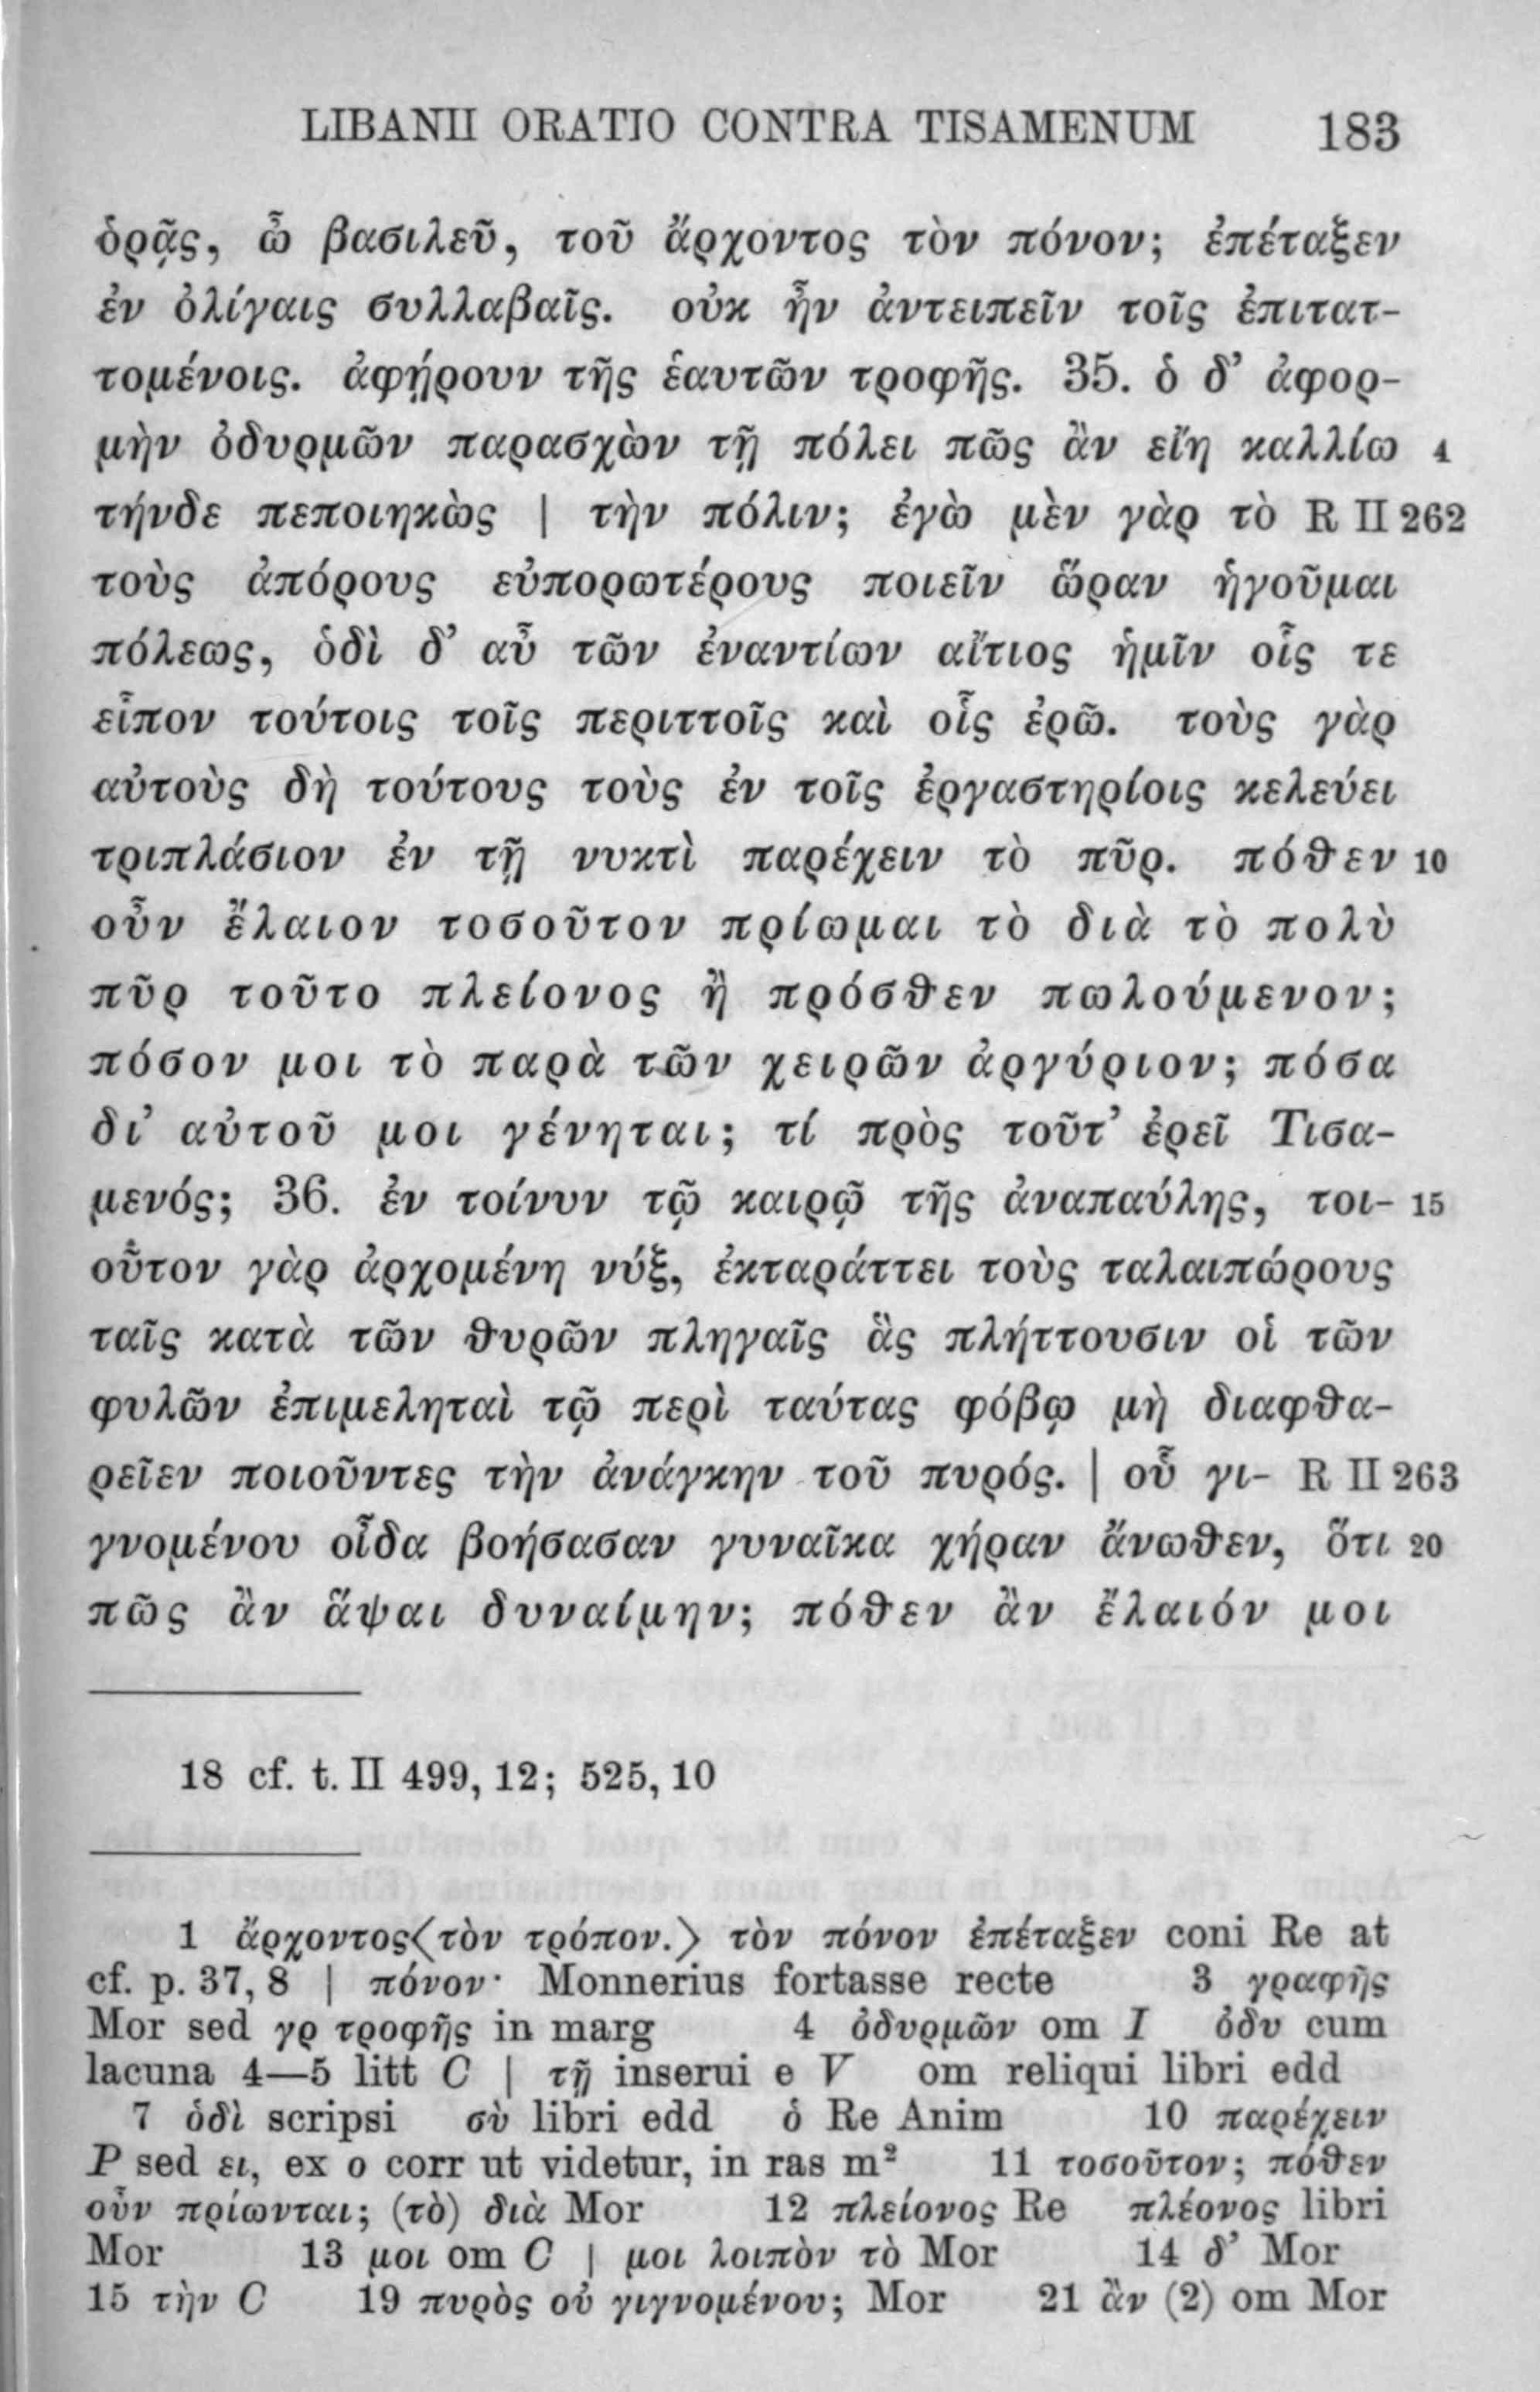 LIBANII ORATIO CONTRA TISAMENUM 183
ὁρᾷς, ὦ βασιλεῦ, τοῦ ἄρχοντος τὸν πόνον; ἐπέταξεν
ἐν ὀλίγαις συλλαβαῖς. οὐκ ἦν ἀντειπεῖν τοῖς ἐπιτατ-
τομένοις. ἀφῄρουν τῆς ἑαυτῶν τροφῆς. 35. ὁ δ’ ἀφορ-
μὴν ὀδυρμῶν παρασχὼν τῇ πόλει πῶς ἂν εἴη καλλίω 4
τήνδε πεποιηκὼς | τὴν πόλιν; ἐγὼ μὲν γὰρ τὸ R II 262
τοὺς ἀπόρους εὐπορωτέρους ποιεῖν ὥραν ἡγοῦμαι
πόλεως, ὁδὶ δ’ αὖ τῶν ἐναντίων αἴτιος ἡμῖν οἷς τε
εἶπον τούτοις τοῖς περιττοῖς καὶ οἷς ἐρῶ. τοὺς γὰρ
αὐτοὺς δὴ τούτους τοὺς ἐν τοῖς ἐργαστηρίοις κελεύει
τριπλάσιον ἐν τῇ νυκτὶ παρέχειν τὸ πῦρ. πόθεν 10
οὖν ἔλαιον τοσοῦτον πρίωμαι τὸ διὰ τὸ πολὺ
πῦρ τοῦτο πλείονος ἢ πρόσθεν πωλούμενον;
πόσον μοι τὸ παρὰ τῶν χειρῶν ἀργύριον; πόσα
δι’ αὐτοῦ μοι γένηται; τί πρὸς τοῦτ’ ἐρεῖ Τισα-
μενός; 36. ἐν τοίνυν τῷ καιρῷ τῆς ἀναπαύλης, τοι- 15
οῦτον γὰρ ἀρχομένη νύξ, ἐκταράττει τοὺς ταλαιπώρους
ταῖς κατὰ τῶν θυρῶν πληγαῖς ἃς πλήττουσιν οἱ τῶν
φυλῶν ἐπιμεληταὶ τῷ περὶ ταύτας φόβῳ μὴ διαφθα-
ρεῖεν ποιοῦντες τὴν ἀνάγκην τοῦ πυρός. | οὗ γι- R II 263
γνομένου οἶδα βοήσασαν γυναῖκα χήραν ἄνωθεν, ὅτι 20
πῶς ἂν ἅψαι δυναίμην; πόθεν ἂν ἔλαιόν μοι
18 cf. t. II 499, 12; 525, 10
1 ἄρχοντος⟨τὸν τρόπον.⟩ τὸν πόνον ἐπέταξεν coni Re at
cf. p. 37, 8 | πόνον· Monnerius fortasse recte 3 γραφῆς
Mor sed γρ τροφῆς in marg 4 ὀδυρμῶν om I ὀδυ cum
lacuna 4—5 litt C | τῇ inserui e V om reliqui libri edd
7 ὁδὶ scripsi σὺ libri edd ὁ Re Anim 10 παρέχειν
P sed ει, ex ο corr ut videtur, in ras m² 11 τοσοῦτον; πόθεν
οὖν πρίωνται; (τὸ) διὰ Mor 12 πλείονος Re πλέονος libri
Mor 13 μοι om C | μοι λοιπὸν τὸ Mor 14 δ’ Mor
15 τὴν C 19 πυρὸς οὐ γιγνομένου; Mor 21 ἂν (2) om Mor